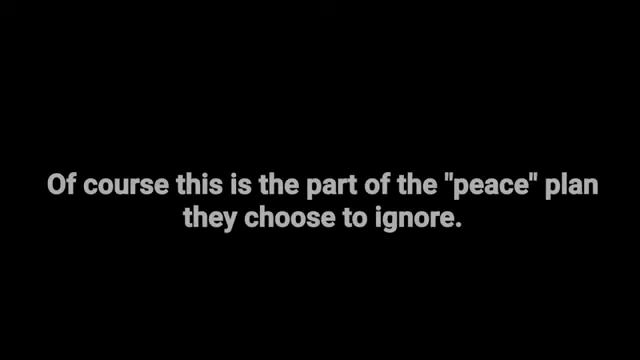 Of course this is the part of the "peace" plan
they choose to ignore.